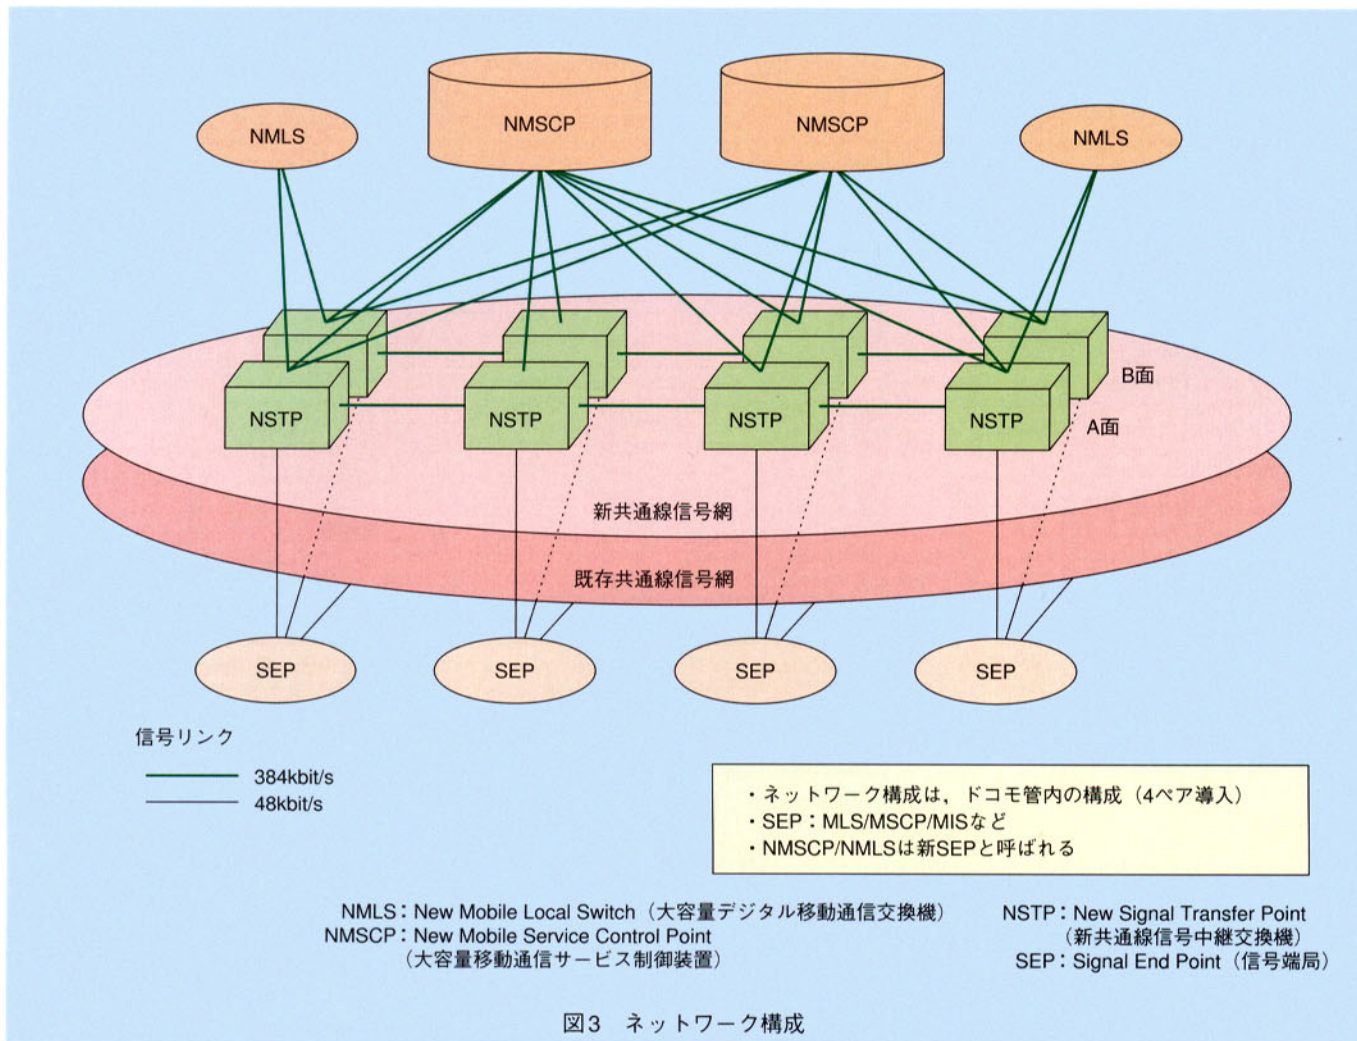 NMLS
NMSCP
NMSCP
NMLS
B面
NSTP
NSTP
NSTP
NSTP
A面
新共通線信号網
既存共通線信号網
SEP
SEP
SEP
SEP
信号リンク
384kbit/s
48kbit/s
・ネットワーク構成は，ドコモ管内の構成（4ペア導入）
・SEP：MLS/MSCP/MISなど
・NMSCP/NMLSは新SEPと呼ばれる
NMLS：New Mobile Local Switch（大容量デジタル移動通信交換機）
NMSCP：New Mobile Service Control Point
（大容量移動通信サービス制御装置）
NSTP：New Signal Transfer Point
（新共通線信号中継交換機）
SEP：Signal End Point（信号端局）
図3 ネットワーク構成